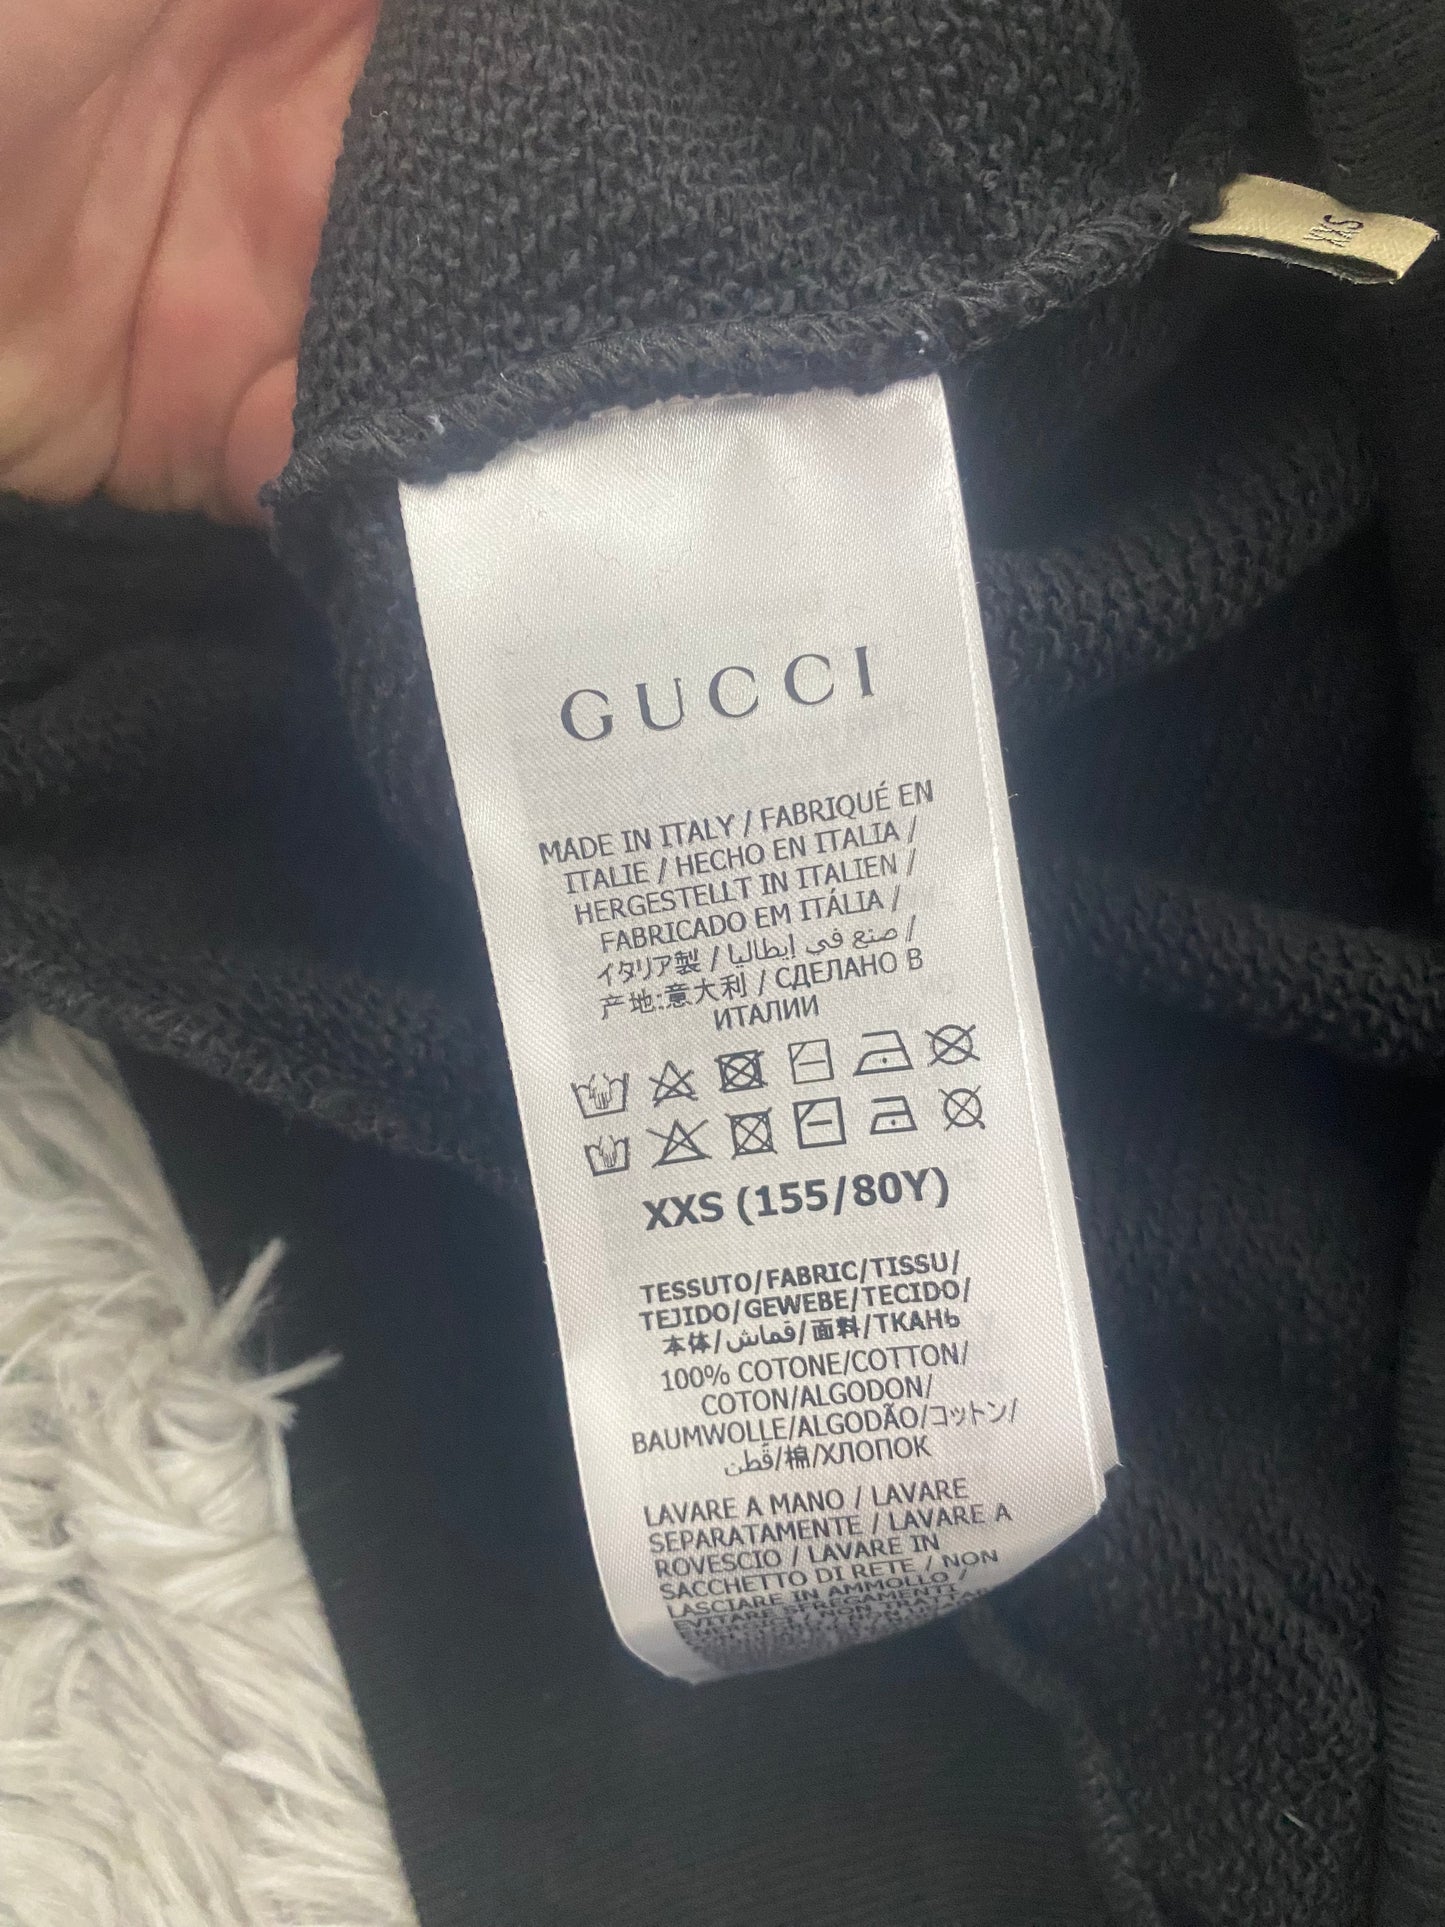 XXS
GUCCI
MADE IN ITALY / FABRIQUÉ EN
ITALIE / HECHO EN ITALIA /
HERGESTELLT IN ITALIEN /
FABRICADO EM ITÁLIA /
イタリア製 / صنع في إيطاليا /
产地:意大利 / СДЕЛАНО В
ИТАЛИИ
XXS (155/80Y)
TESSUTO/FABRIC/TISSU/
TEJIDO/GEWEBE/TECIDO/
本体/قماش/面料/ТКАНЬ
100% COTONE/COTTON/
COTON/ALGODON/
BAUMWOLLE/ALGODÃO/コットン/
قطن/棉/ХЛОПОК
LAVARE A MANO / LAVARE
SEPARATAMENTE / LAVARE A
ROVESCIO / LAVARE IN
SACCHETTO DI RETE / NON
LASCIARE IN AMMOLLO /
EVITARE SFREGAMENTI